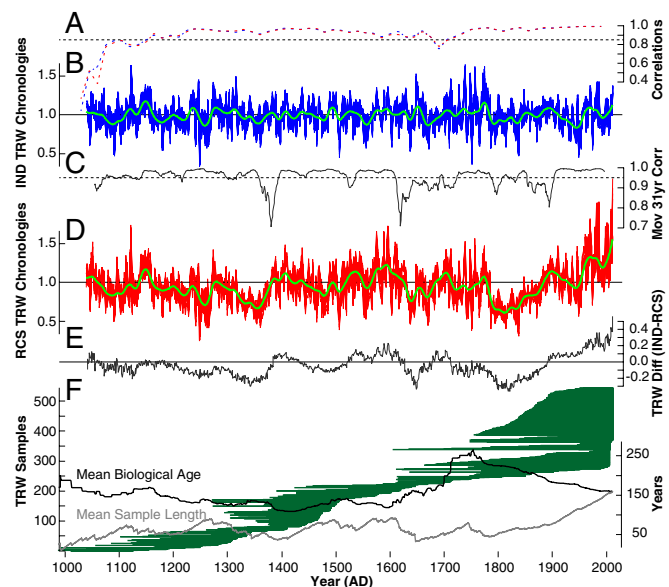 A
1.0
0.8
0.6
0.4
Correlations
B
1.5
1.0
0.5
IND TRW Chronologies
C
1.0
0.9
0.8
0.7
Mov 31yr Corr
D
1.5
1.0
0.5
RCS TRW Chronologies
E
0.4
0.2
0.0
-0.2
TRW Diff (IND-RCS)
F
500
400
300
200
100
TRW Samples
Mean Biological Age
Mean Sample Length
250
150
50
Years
1000 1100 1200 1300 1400 1500 1600 1700 1800 1900 2000
Year (AD)